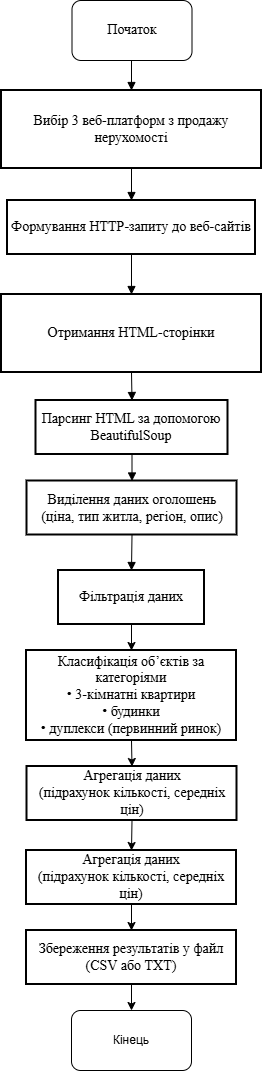 Початок
Вибір 3 веб-платформ з продажу
нерухомості
Формування HTTP-запиту до веб-сайтів
Отримання HTML-сторінки
Парсинг HTML за допомогою
BeautifulSoup
Виділення даних оголошень
(ціна, тип житла, регіон, опис)
Фільтрація даних
Класифікація об’єктів за
категоріями
• 3-кімнатні квартири
• будинки
• дуплекси (первинний ринок)
Агрегація даних
(підрахунок кількості, середніх
цін)
Агрегація даних
(підрахунок кількості, середніх
цін)
Збереження результатів у файл
(CSV або TXT)
Кінець